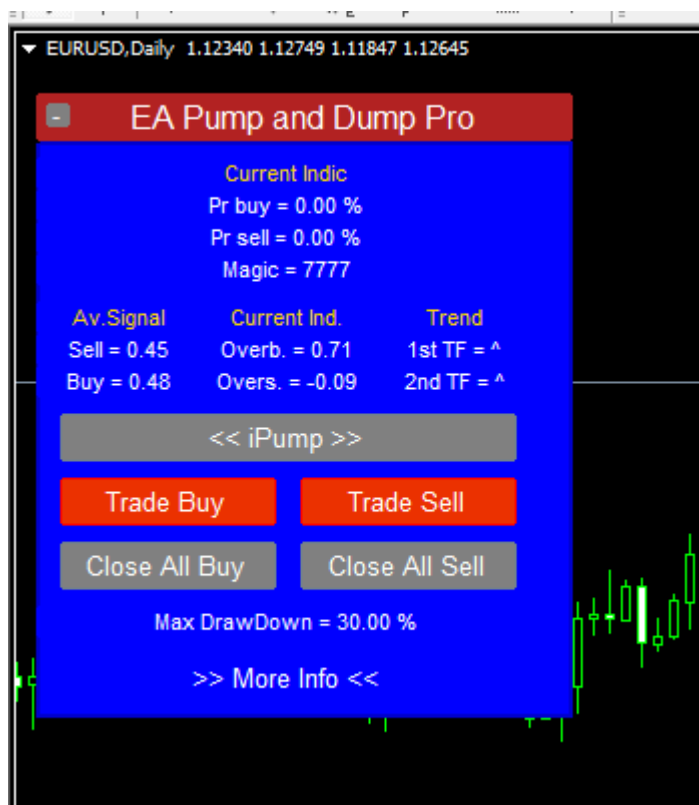 EURUSD,Daily 1.12340 1.12749 1.11847 1.12645
- EA Pump and Dump Pro
Current Indic
Pr buy = 0.00 %
Pr sell = 0.00 %
Magic = 7777
Av.Signal Current Ind. Trend
Sell = 0.45 Overb. = 0.71 1st TF = ^
Buy = 0.48 Overs. = -0.09 2nd TF = ^
<< iPump >>
Trade Buy Trade Sell
Close All Buy Close All Sell
Max DrawDown = 30.00 %
>> More Info <<